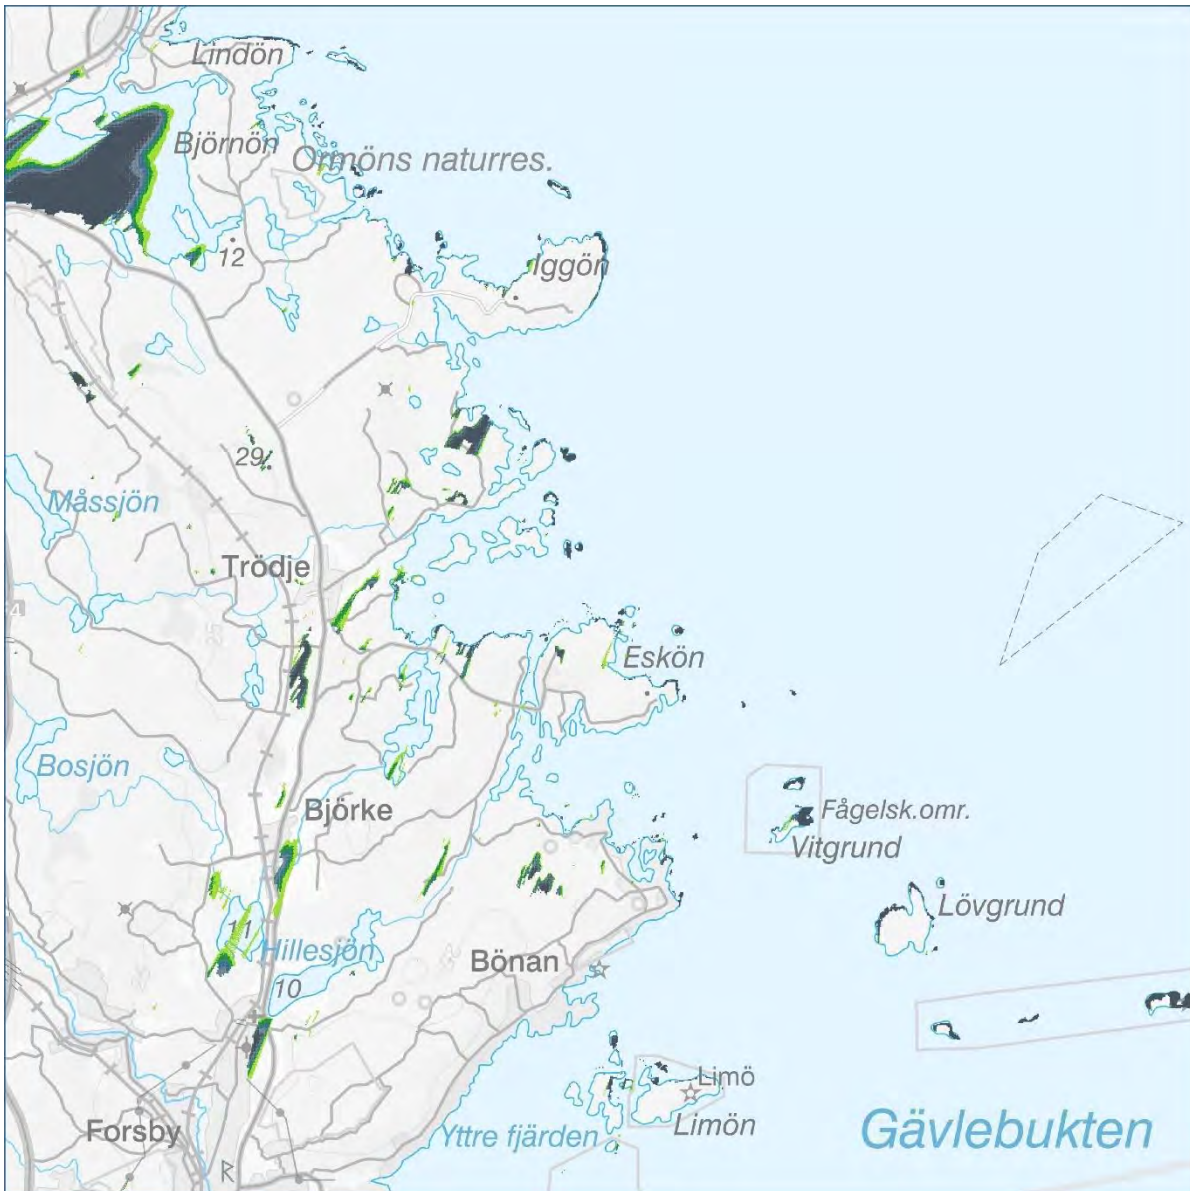 Lindön
Björnön
Ormöns naturres.
12
Iggön
29
Måssjön
Trödje
4
Eskön
Bosjön
Björke
Fågelsk.omr.
Vitgrund
Lövgrund
11
Hillesjön
Bönan
10
Limö
Forsby
Yttre fjärden
Limön
Gävlebukten
R